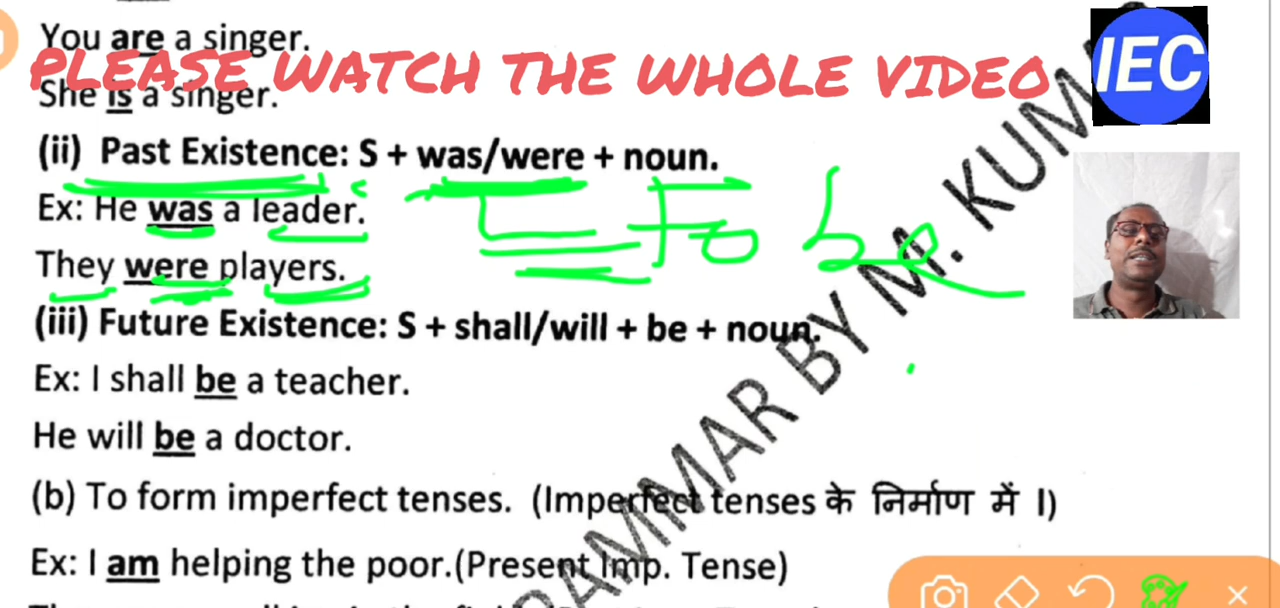 You are a singer.
PLEASE WATCH THE WHOLE VIDEO
IEC
She is a singer.
(ii) Past Existence: S + was/were + noun.
Ex: He was a leader.
To be
They were players.
(iii) Future Existence: S + shall/will + be + noun.
Ex: I shall be a teacher.
He will be a doctor.
(b) To form imperfect tenses. (Imperfect tenses के निर्माण में I)
Ex: I am helping the poor.(Present Imp. Tense)
BY M. KUM